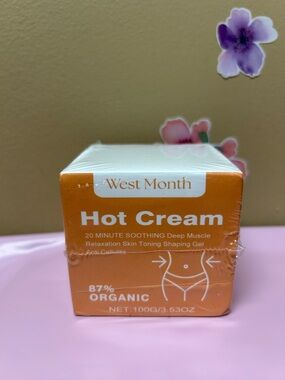 West Month
Hot Cream
20 MINUTE SOOTHING Deep Muscle
Relaxation Skin Toning Shaping Gel
Anti Cellulite
87%
ORGANIC
NET 100G/3.53OZ